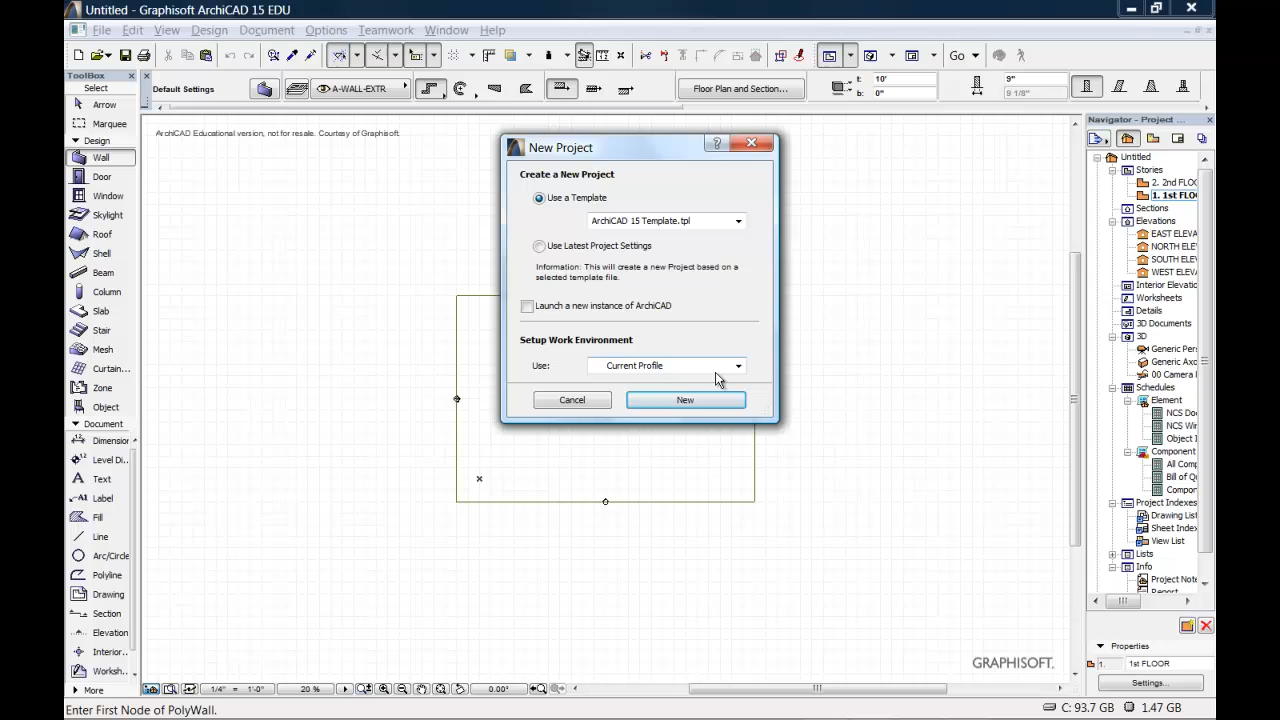 Untitled - Graphisoft ArchiCAD 15 EDU
File Edit View Design Document Options Teamwork Window Help
Go
ToolBox
Select
Arrow
Marquee
Design
Wall
Door
Window
Skylight
Roof
Shell
Beam
Column
Slab
Stair
Mesh
Curtain...
Zone
Object
Document
Dimension
Level Di...
Text
Label
Fill
Line
Arc/Circle
Polyline
Drawing
Section
Elevation
Interior...
Worksh...
More
Default Settings
A-WALL-EXTR
Floor Plan and Section...
t: 10'
b: 0"
9"
9 1/8"
ArchiCAD Educational version, not for resale. Courtesy of Graphisoft.
New Project
Create a New Project
Use a Template
ArchiCAD 15 Template.tpl
Use Latest Project Settings
Information: This will create a new Project based on a
selected template file.
Launch a new instance of ArchiCAD
Setup Work Environment
Use: Current Profile
Cancel New
Navigator - Project ...
Untitled
Stories
2. 2nd FLO
1. 1st FLO
Sections
Elevations
EAST ELEVA
NORTH ELE
SOUTH ELE
WEST ELEVA
Interior Elevatio
Worksheets
Details
3D Documents
3D
Generic Per
Generic Axo
00 Camera
Schedules
Element
NCS Doo
NCS Win
Object I
Component
All Comp
Bill of Qu
Compor
Project Indexes
Drawing List
Sheet Index
View List
Lists
Info
Project Note
Report
Properties
1. 1st FLOOR
Settings...
GRAPHISOFT.
1/4" = 1'-0" 20 % 0.00°
Enter First Node of PolyWall.
C: 93.7 GB 1.47 GB